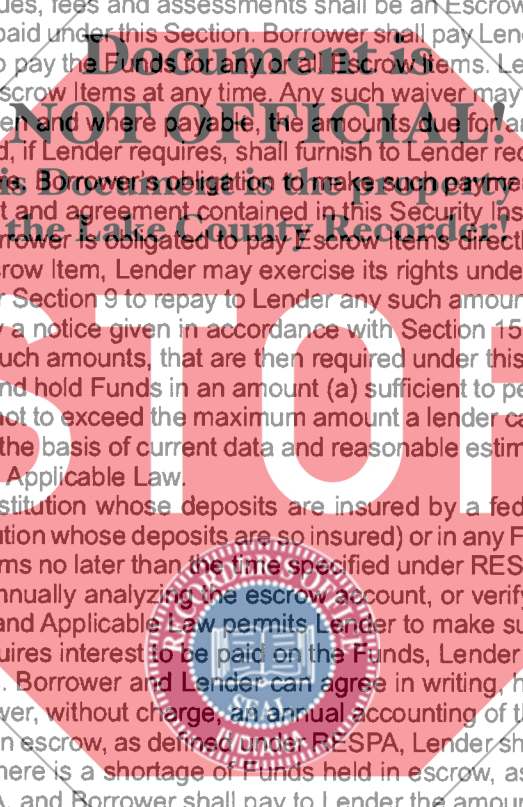 ues, fees and assessments shall be an Escrow
paid under this Section. Borrower shall pay Lend
o pay the Funds for any or all Escrow Items. Le
scrow Items at any time. Any such waiver may
en and where payable, the amounts due for an
d, if Lender requires, shall furnish to Lender rec
Borrower's obligation to make such payme
t and agreement contained in this Security Ins
rrower is obligated to pay Escrow Items directl
crow Item, Lender may exercise its rights unde
r Section 9 to repay to Lender any such amoun
y a notice given in accordance with Section 15
uch amounts, that are then required under this
nd hold Funds in an amount (a) sufficient to pe
not to exceed the maximum amount a lender ca
the basis of current data and reasonable estim
Applicable Law.
stitution whose deposits are insured by a fed
ution whose deposits are so insured) or in any F
ms no later than the time specified under RES
nnually analyzing the escrow account, or verify
and Applicable Law permits Lender to make su
uires interest to be paid on the Funds, Lender
. Borrower and Lender can agree in writing, h
ver, without charge, an annual accounting of th
n escrow, as defined under RESPA, Lender sh
here is a shortage of Funds held in escrow, as
A, and Borrower shall pay to Lender the amoun
Document is
NOT OFFICIAL!
This Document is the property of
the Lake County Recorder!
STOP
SEAL
INDIANA